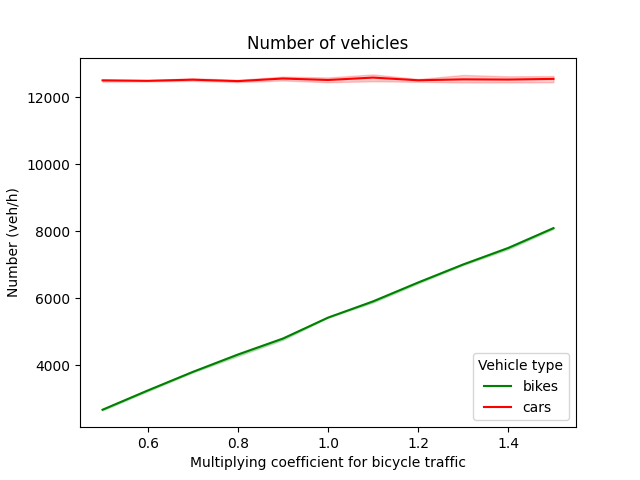 Number of vehicles
Number (veh/h)
12000
10000
8000
6000
4000
0.6
0.8
1.0
1.2
1.4
Multiplying coefficient for bicycle traffic
Vehicle type
bikes
cars